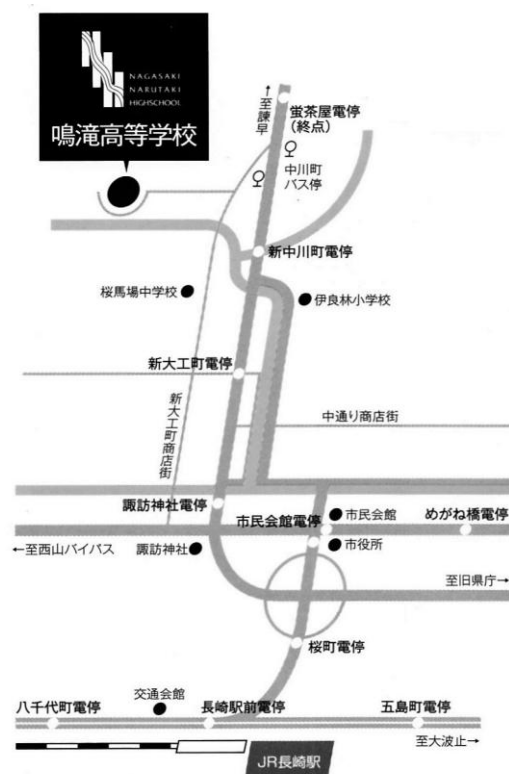 NAGASAKI
NARUTAKI
HIGHSCHOOL
鳴滝高等学校
←至諫早
蛍茶屋電停
(終点)
中川町
バス停
新中川町電停
桜馬場中学校
伊良林小学校
新大工町電停
新大工町商店街
中通り商店街
諏訪神社電停
市民会館
市民会館電停
めがね橋電停
←至西山バイパス
諏訪神社
市役所
至旧県庁→
桜町電停
交通会館
八千代町電停
長崎駅前電停
五島町電停
至大波止→
JR長崎駅